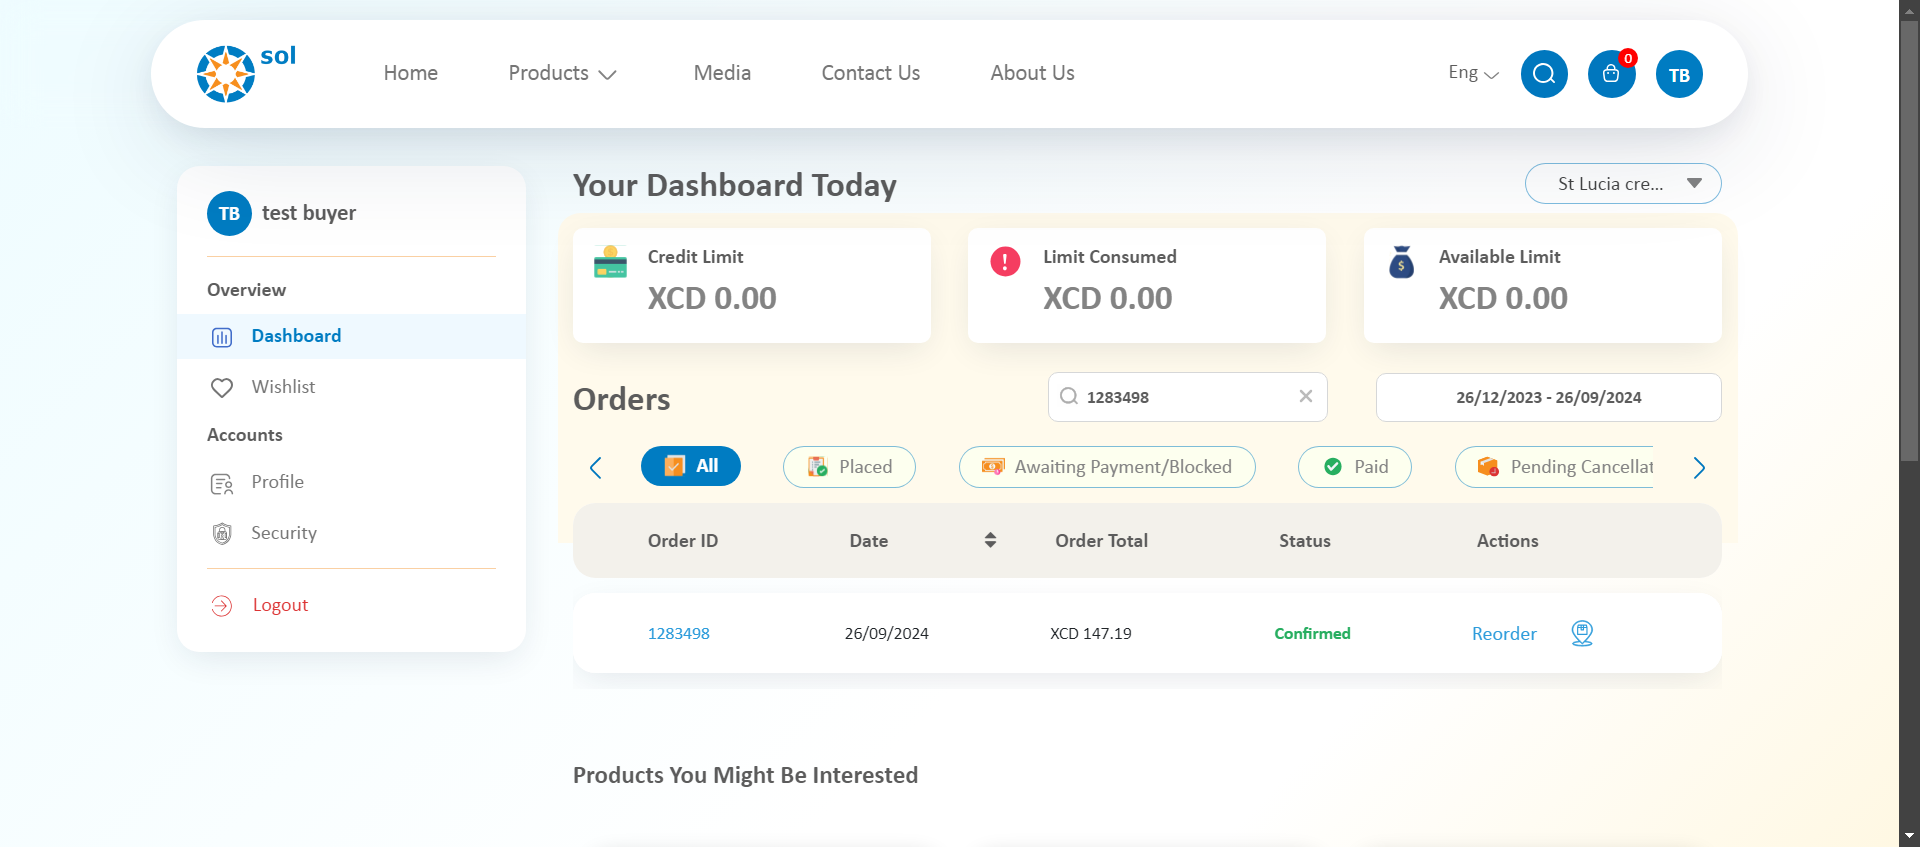 sol
Home
Products
Media
Contact Us
About Us
Eng
0
TB
TB
test buyer
Overview
Dashboard
Wishlist
Accounts
Profile
Security
Logout
Your Dashboard Today
St Lucia cre...
Credit Limit
XCD 0.00
Limit Consumed
XCD 0.00
Available Limit
XCD 0.00
Orders
1283498
26/12/2023 - 26/09/2024
All
Placed
Awaiting Payment/Blocked
Paid
Pending Cancellat
Order ID
Date
Order Total
Status
Actions
1283498
26/09/2024
XCD 147.19
Confirmed
Reorder
Products You Might Be Interested